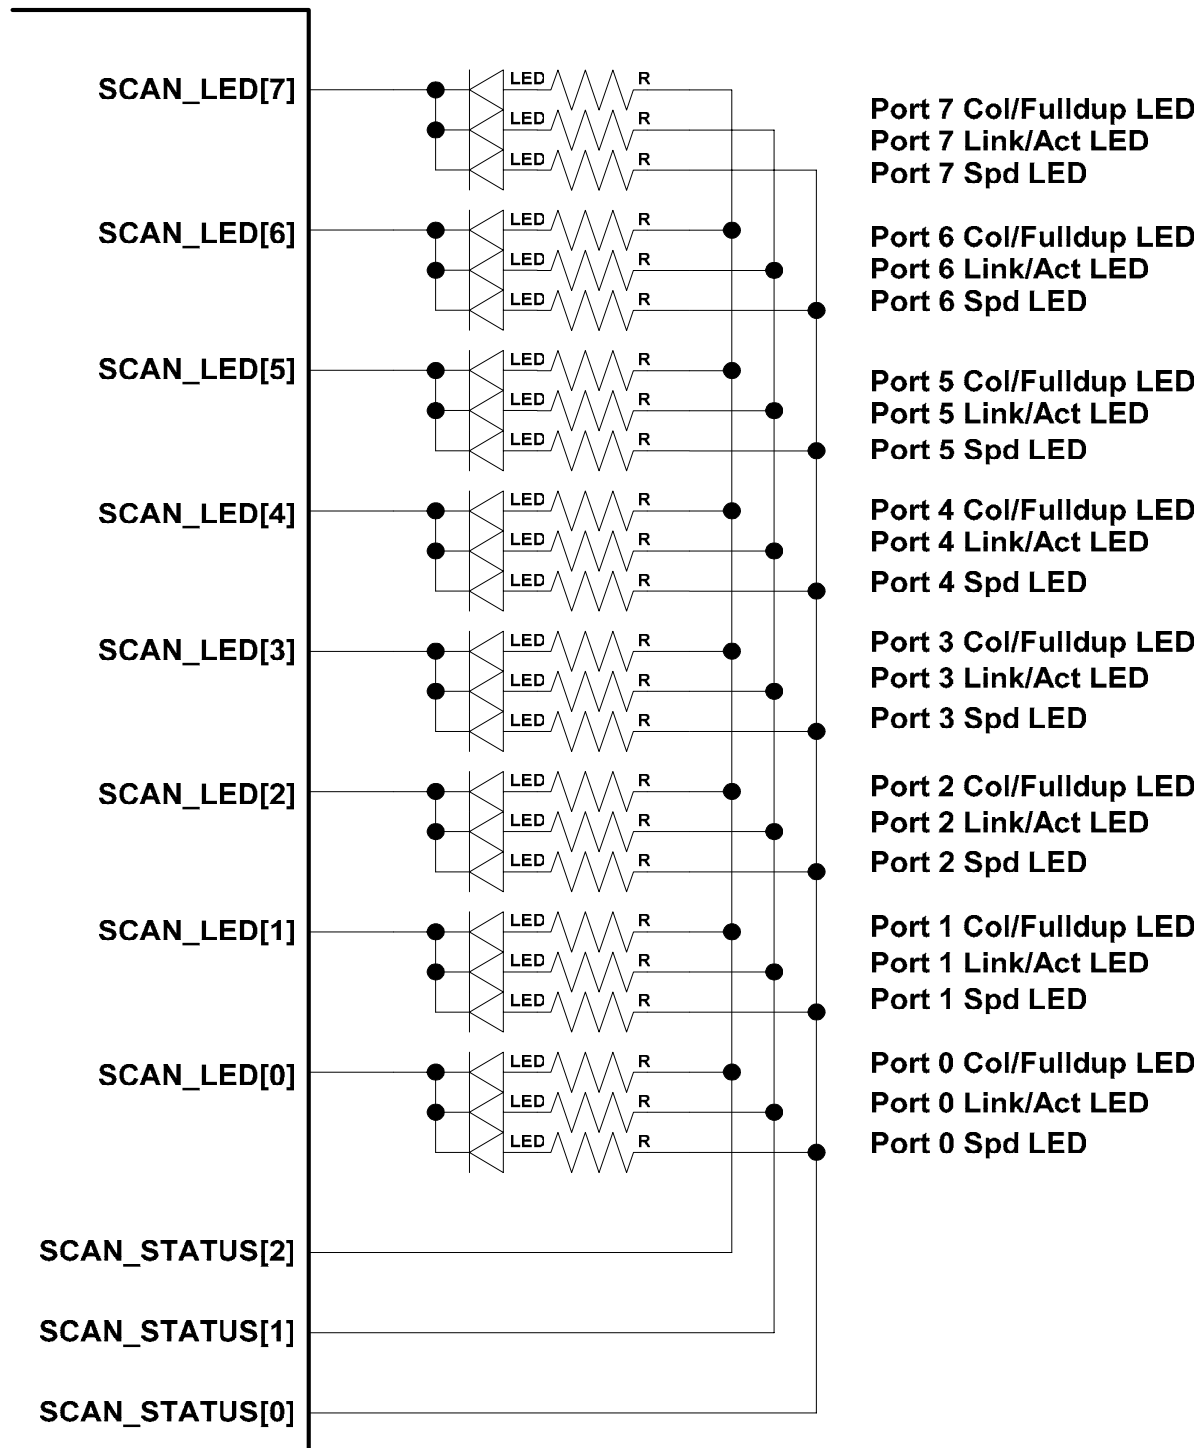 SCAN_LED[7]
LED R
LED R
LED R
Port 7 Col/Fulldup LED
Port 7 Link/Act LED
Port 7 Spd LED
SCAN_LED[6]
LED R
LED R
LED R
Port 6 Col/Fulldup LED
Port 6 Link/Act LED
Port 6 Spd LED
SCAN_LED[5]
LED R
LED R
LED R
Port 5 Col/Fulldup LED
Port 5 Link/Act LED
Port 5 Spd LED
SCAN_LED[4]
LED R
LED R
LED R
Port 4 Col/Fulldup LED
Port 4 Link/Act LED
Port 4 Spd LED
SCAN_LED[3]
LED R
LED R
LED R
Port 3 Col/Fulldup LED
Port 3 Link/Act LED
Port 3 Spd LED
SCAN_LED[2]
LED R
LED R
LED R
Port 2 Col/Fulldup LED
Port 2 Link/Act LED
Port 2 Spd LED
SCAN_LED[1]
LED R
LED R
LED R
Port 1 Col/Fulldup LED
Port 1 Link/Act LED
Port 1 Spd LED
SCAN_LED[0]
LED R
LED R
LED R
Port 0 Col/Fulldup LED
Port 0 Link/Act LED
Port 0 Spd LED
SCAN_STATUS[2]
SCAN_STATUS[1]
SCAN_STATUS[0]